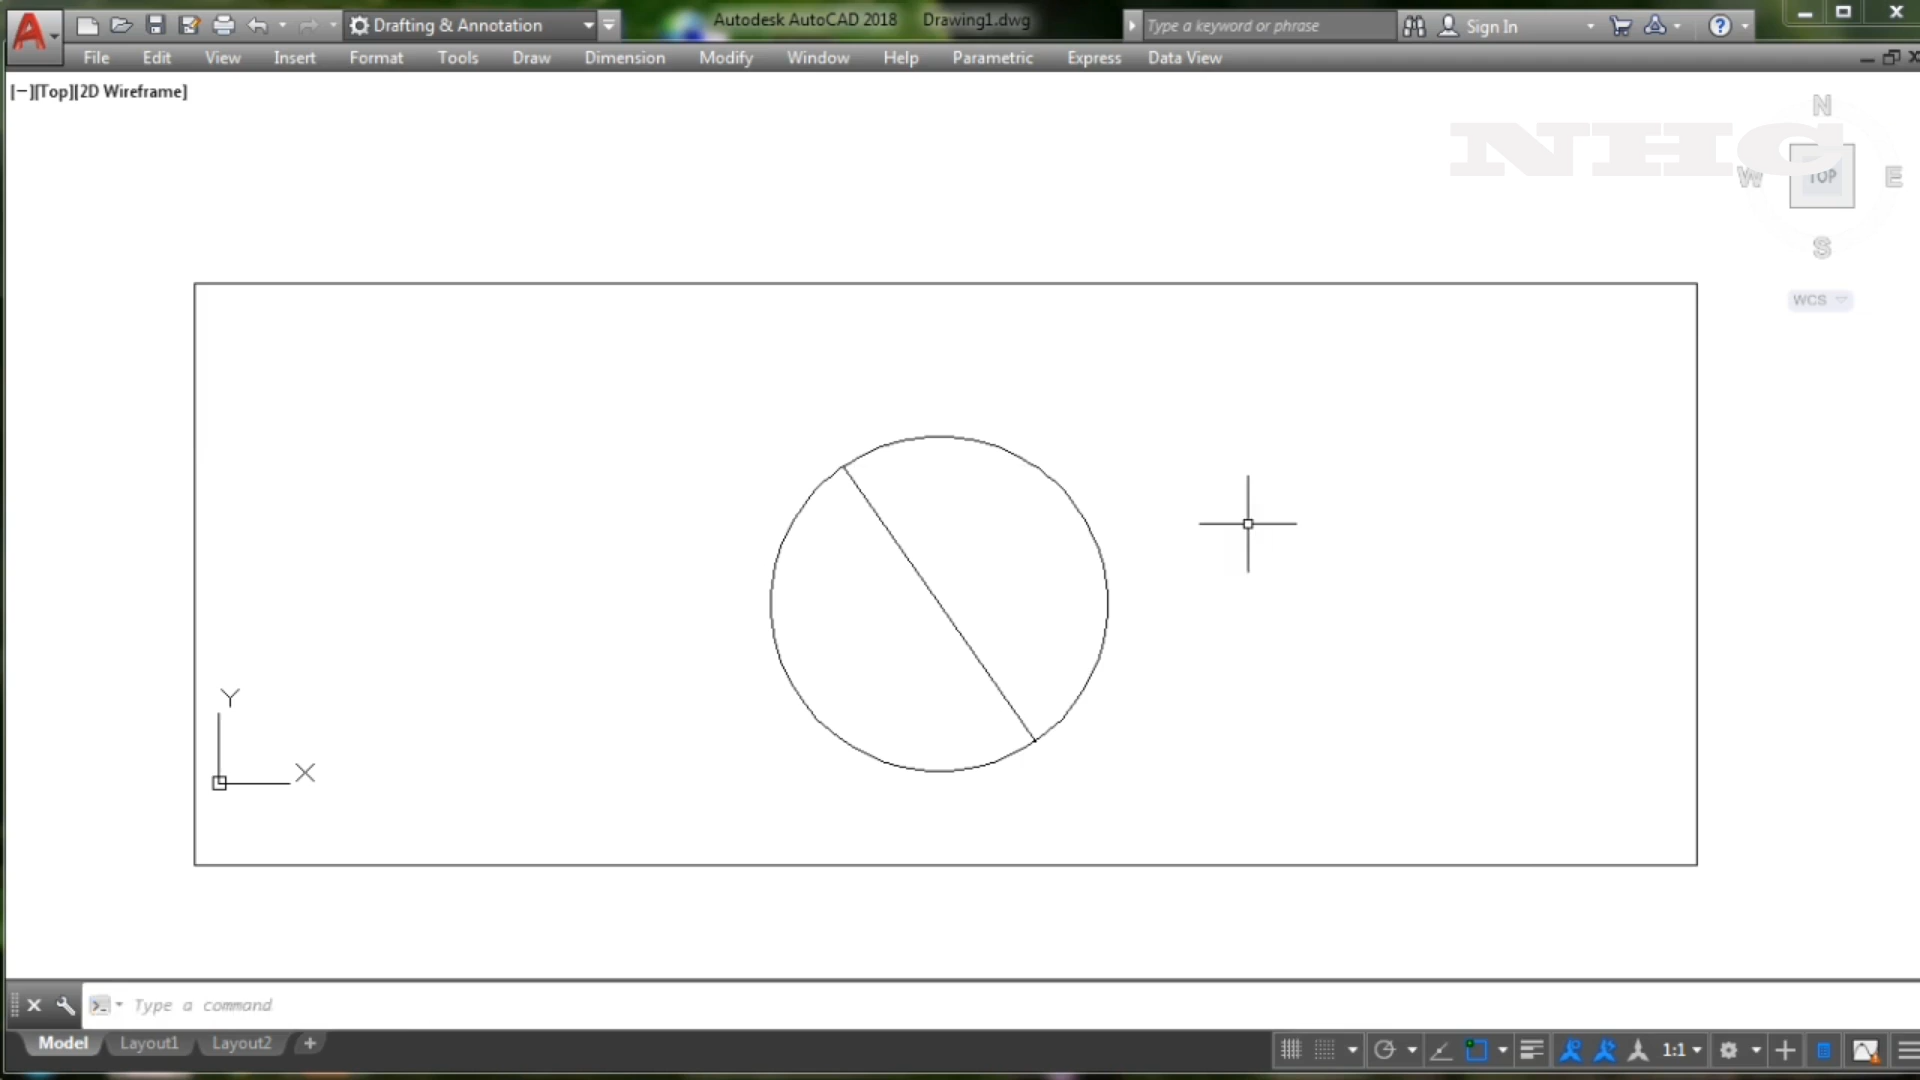 Drafting & Annotation
Autodesk AutoCAD 2018 Drawing1.dwg
Type a keyword or phrase
Sign In
File Edit View Insert Format Tools Draw Dimension Modify Window Help Parametric Express Data View
[−][Top][2D Wireframe]
N
NHG
W TOP E
S
WCS
Y
X
Type a command
Model Layout1 Layout2 +
1:1